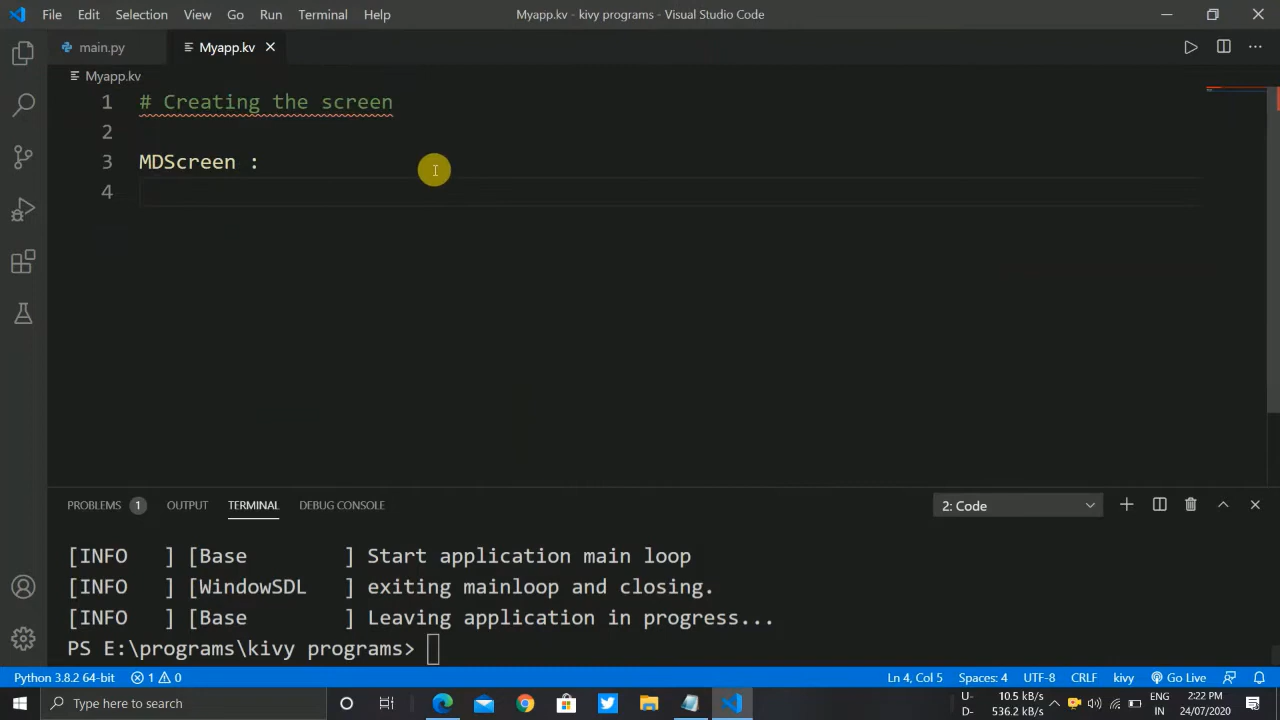 File Edit Selection View Go Run Terminal Help Myapp.kv - kivy programs - Visual Studio Code
main.py Myapp.kv
Myapp.kv
1 # Creating the screen
2
3 MDScreen :
4
PROBLEMS 1 OUTPUT TERMINAL DEBUG CONSOLE 2: Code
[INFO   ] [Base        ] Start application main loop
[INFO   ] [WindowSDL   ] exiting mainloop and closing.
[INFO   ] [Base        ] Leaving application in progress...
PS E:\programs\kivy programs>
Python 3.8.2 64-bit 1 0 Ln 4, Col 5 Spaces: 4 UTF-8 CRLF kivy Go Live
Type here to search
U- 10.5 kB/s
D- 536.2 kB/s
ENG
IN
2:22 PM
24/07/2020